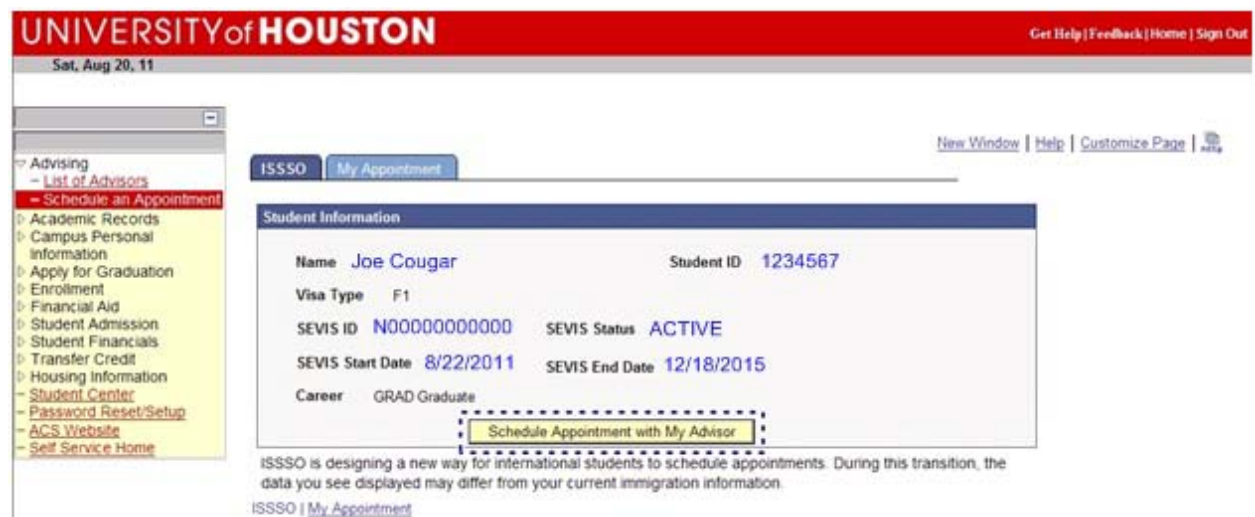 UNIVERSITY of HOUSTON
Get Help | Feedback | Home | Sign Out
Sat, Aug 20, 11
New Window | Help | Customize Page |
Advising
– List of Advisors
– Schedule an Appointment
Academic Records
Campus Personal
Information
Apply for Graduation
Enrollment
Financial Aid
Student Admission
Student Financials
Transfer Credit
Housing Information
– Student Center
– Password Reset/Setup
– ACS Website
– Self Service Home
ISSSO My Appointment
Student Information
Name Joe Cougar Student ID 1234567
Visa Type F1
SEVIS ID N00000000000 SEVIS Status ACTIVE
SEVIS Start Date 8/22/2011 SEVIS End Date 12/18/2015
Career GRAD Graduate
Schedule Appointment with My Advisor
ISSSO is designing a new way for international students to schedule appointments. During this transition, the
data you see displayed may differ from your current immigration information.
ISSSO | My Appointment